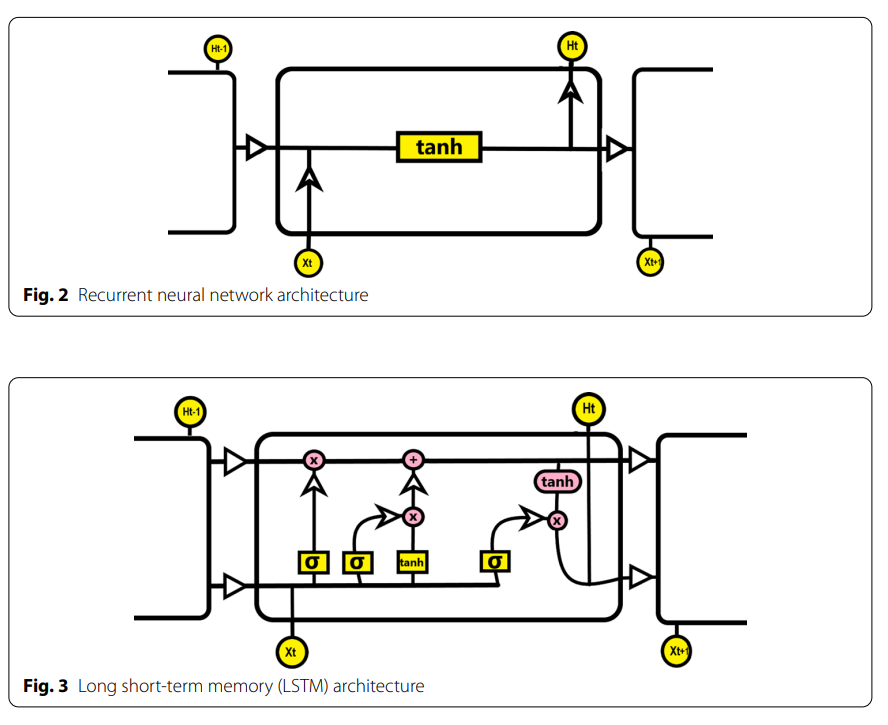 Ht-1
Ht
tanh
Xt
Xt+1
Fig. 2 Recurrent neural network architecture
Ht-1
Ht
x
+
tanh
x
x
σ
σ
tanh
σ
Xt
Xt+1
Fig. 3 Long short-term memory (LSTM) architecture